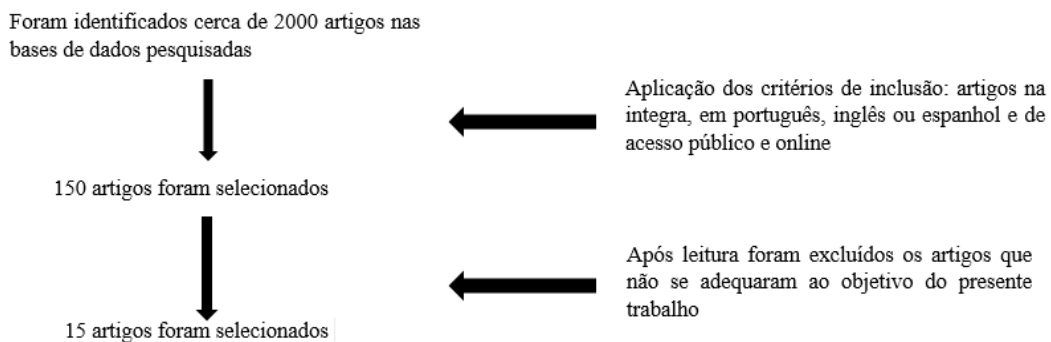 Foram identificados cerca de 2000 artigos nas
bases de dados pesquisadas
Aplicação dos critérios de inclusão: artigos na
integra, em português, inglês ou espanhol e de
acesso público e online
150 artigos foram selecionados
Após leitura foram excluídos os artigos que
não se adequaram ao objetivo do presente
trabalho
15 artigos foram selecionados